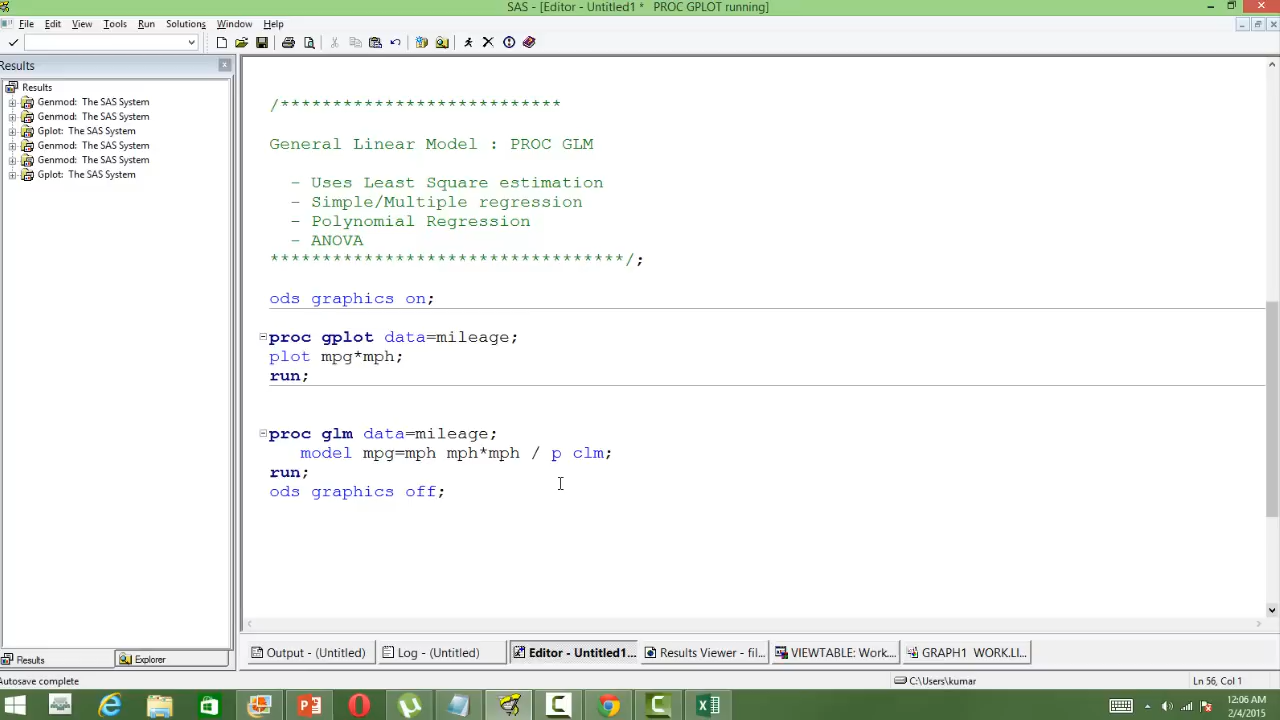 SAS - [Editor - Untitled1 * PROC GPLOT running]
File Edit View Tools Run Solutions Window Help
Results
Results
Genmod: The SAS System
Genmod: The SAS System
Gplot: The SAS System
Genmod: The SAS System
Genmod: The SAS System
Gplot: The SAS System
/***************************
General Linear Model : PROC GLM
- Uses Least Square estimation
- Simple/Multiple regression
- Polynomial Regression
- ANOVA
**********************************/;
ods graphics on;
proc gplot data=mileage;
plot mpg*mph;
run;
proc glm data=mileage;
model mpg=mph mph*mph / p clm;
run;
ods graphics off;
Results Explorer
Output - (Untitled) Log - (Untitled) Editor - Untitled1... Results Viewer - fil... VIEWTABLE: Work... GRAPH1 WORK.LI...
Autosave complete C:\Users\kumar Ln 56, Col 1
12:06 AM
2/4/2015